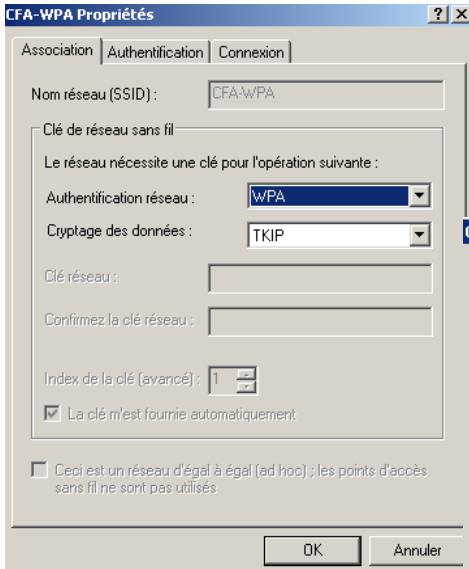 CFA-WPA Propriétés
Association Authentification Connexion
Nom réseau (SSID) : CFA-WPA
Clé de réseau sans fil
Le réseau nécessite une clé pour l'opération suivante :
Authentification réseau : WPA
Cryptage des données : TKIP
Clé réseau :
Confirmez la clé réseau :
Index de la clé (avancé) : 1
La clé m'est fournie automatiquement
Ceci est un réseau d'égal à égal (ad hoc) ; les points d'accès
sans fil ne sont pas utilisés
OK Annuler